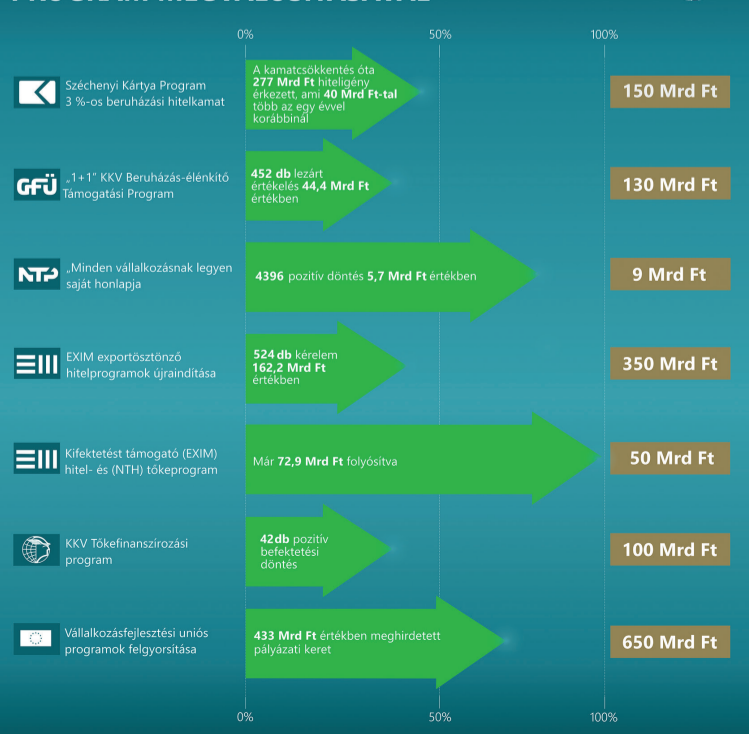 0% 50% 100%
Széchenyi Kártya Program
3 %-os beruházási hitelkamat
A kamatcsökkentés óta
277 Mrd Ft hiteligény
érkezett, ami 40 Mrd Ft-tal
több az egy évvel
korábbinál
150 Mrd Ft
GFÜ
„1+1" KKV Beruházás-élénkítő
Támogatási Program
452 db lezárt
értékelés 44,4 Mrd Ft
értékben
130 Mrd Ft
NTP
„Minden vállalkozásnak legyen
saját honlapja
4396 pozitív döntés 5,7 Mrd Ft értékben
9 Mrd Ft
EXIM exportösztönző
hitelprogramok újraindítása
524 db kérelem
162,2 Mrd Ft
értékben
350 Mrd Ft
Kifektetést támogató (EXIM)
hitel- és (NTH) tőkeprogram
Már 72,9 Mrd Ft folyósítva
50 Mrd Ft
KKV Tőkefinanszírozási
program
42db pozitív
befektetési
döntés
100 Mrd Ft
Vállalkozásfejlesztési uniós
programok felgyorsítása
433 Mrd Ft értékben meghirdetett
pályázati keret
650 Mrd Ft
0% 50% 100%